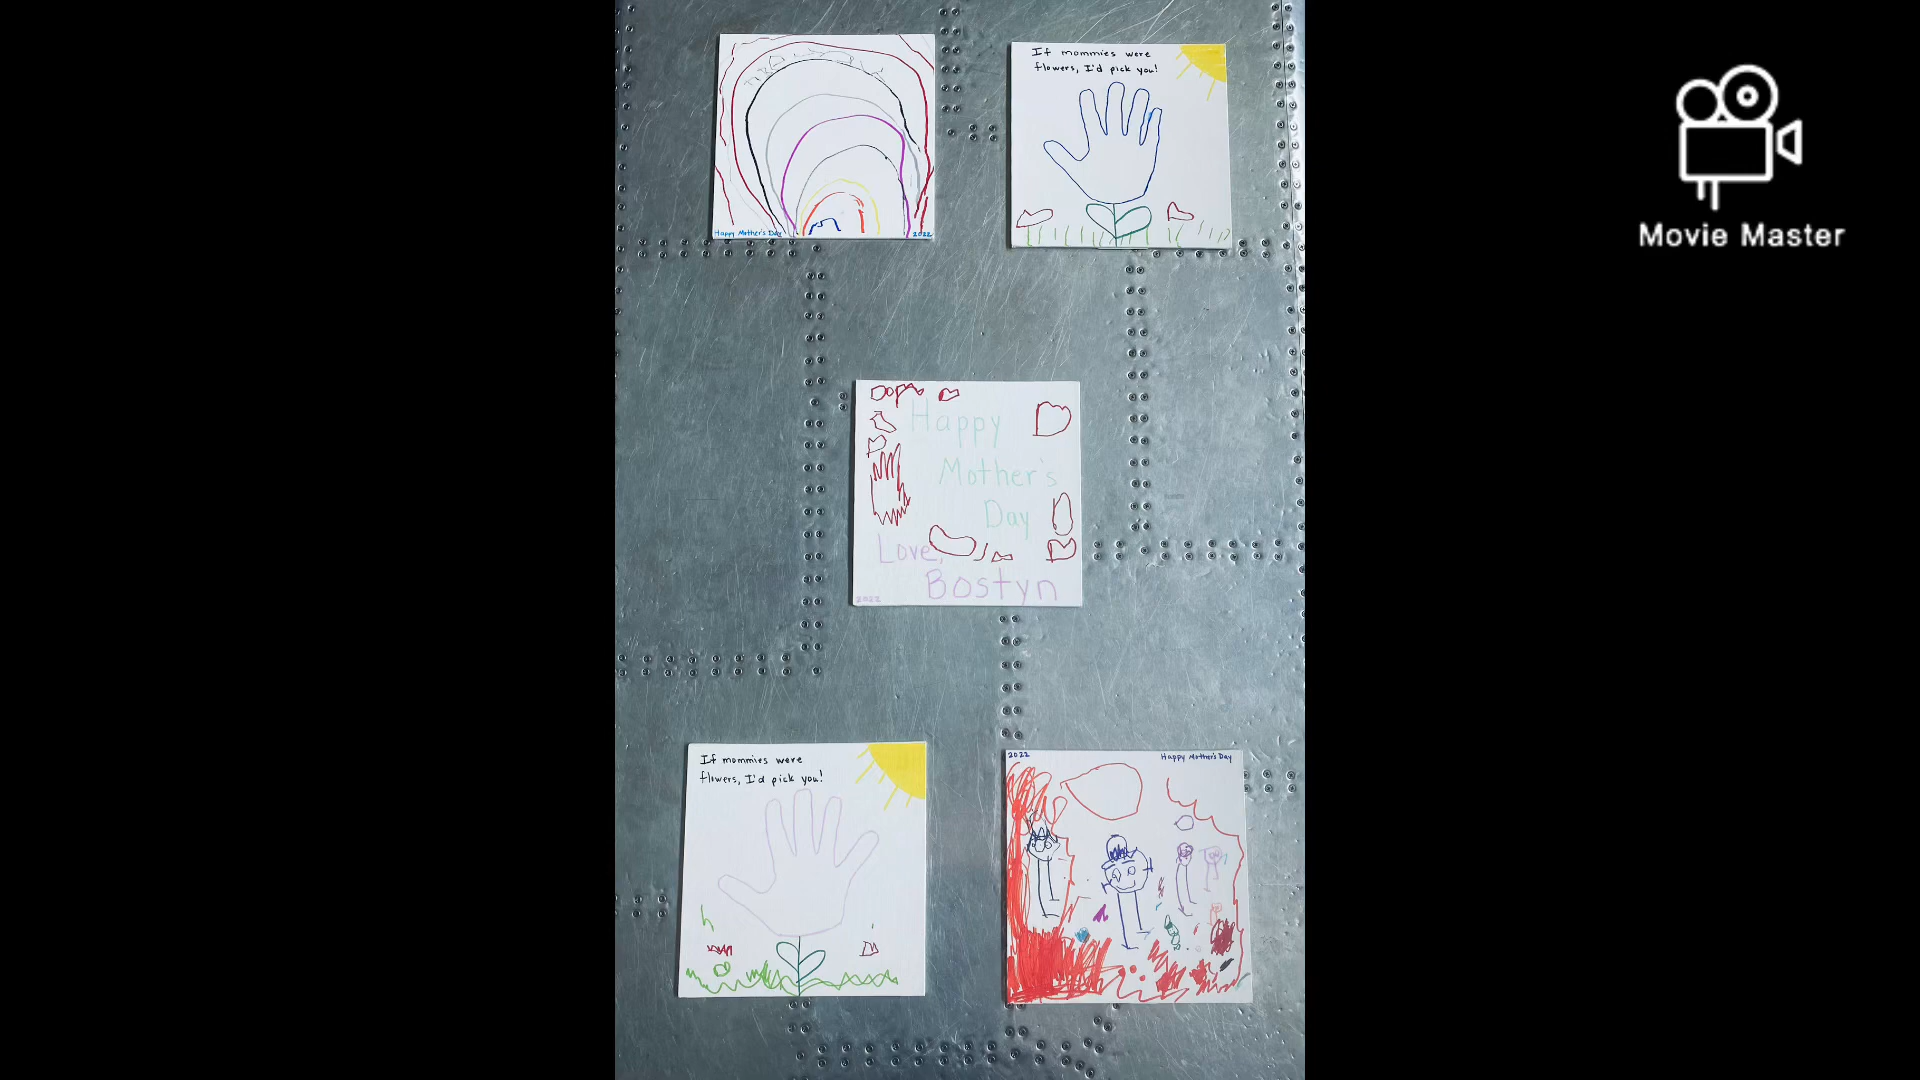 If mommies were
flowers, I'd pick you!
Happy Mother's Day
2022
Happy
Mother's
Day
Love,
Bostyn
2022
If mommies were
flowers, I'd pick you!
2022
Happy Mother's Day
Movie Master